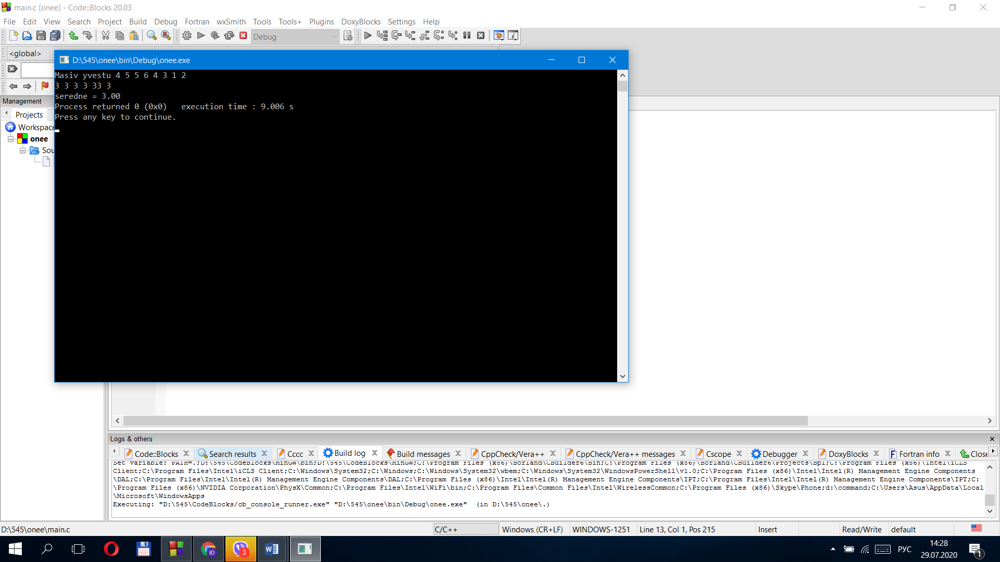 main.c [onee] - Code::Blocks 20.03
File Edit View Search Project Build Debug Fortran wxSmith Tools Tools+ Plugins DoxyBlocks Settings Help
Debug
<global>
D:\545\onee\bin\Debug\onee.exe
Masiv yvestu 4 5 5 6 4 3 1 2
3 3 3 3 33 3
seredne = 3.00
Process returned 0 (0x0)   execution time : 9.006 s
Press any key to continue.
Management
Projects
Workspace
onee
Sou
Logs & others
Code::Blocks Search results Cccc Build log Build messages CppCheck/Vera++ CppCheck/Vera++ messages Cscope Debugger DoxyBlocks Fortran info Close
Set variable: PATH=.;D:\545\CodeBlocks\MinGW\bin;D:\545\CodeBlocks\MinGW;C:\Program Files (x86)\Borland\CBuilder6\Bin;C:\Program Files (x86)\Borland\CBuilder6\Projects\Bpl;C:\Program Files (x86)\Intel\iCLS
Client;C:\Program Files\Intel\iCLS Client;C:\Windows\System32;C:\Windows;C:\Windows\System32\wbem;C:\Windows\System32\WindowsPowerShell\v1.0;C:\Program Files (x86)\Intel\Intel(R) Management Engine Components
\DAL;C:\Program Files\Intel\Intel(R) Management Engine Components\DAL;C:\Program Files (x86)\Intel\Intel(R) Management Engine Components\IPT;C:\Program Files\Intel\Intel(R) Management Engine Components\IPT;C:
\Program Files (x86)\NVIDIA Corporation\PhysX\Common;C:\Program Files\Intel\WiFi\bin;C:\Program Files\Common Files\Intel\WirelessCommon;C:\Program Files (x86)\Skype\Phone;d:\command;C:\Users\Asus\AppData\Local
\Microsoft\WindowsApps
Executing: "D:\545\CodeBlocks/cb_console_runner.exe" "D:\545\onee\bin\Debug\onee.exe"  (in D:\545\onee\.)
D:\545\onee\main.c C/C++ Windows (CR+LF) WINDOWS-1251 Line 13, Col 1, Pos 215 Insert Read/Write default
3
РУС
14:28
29.07.2020
1